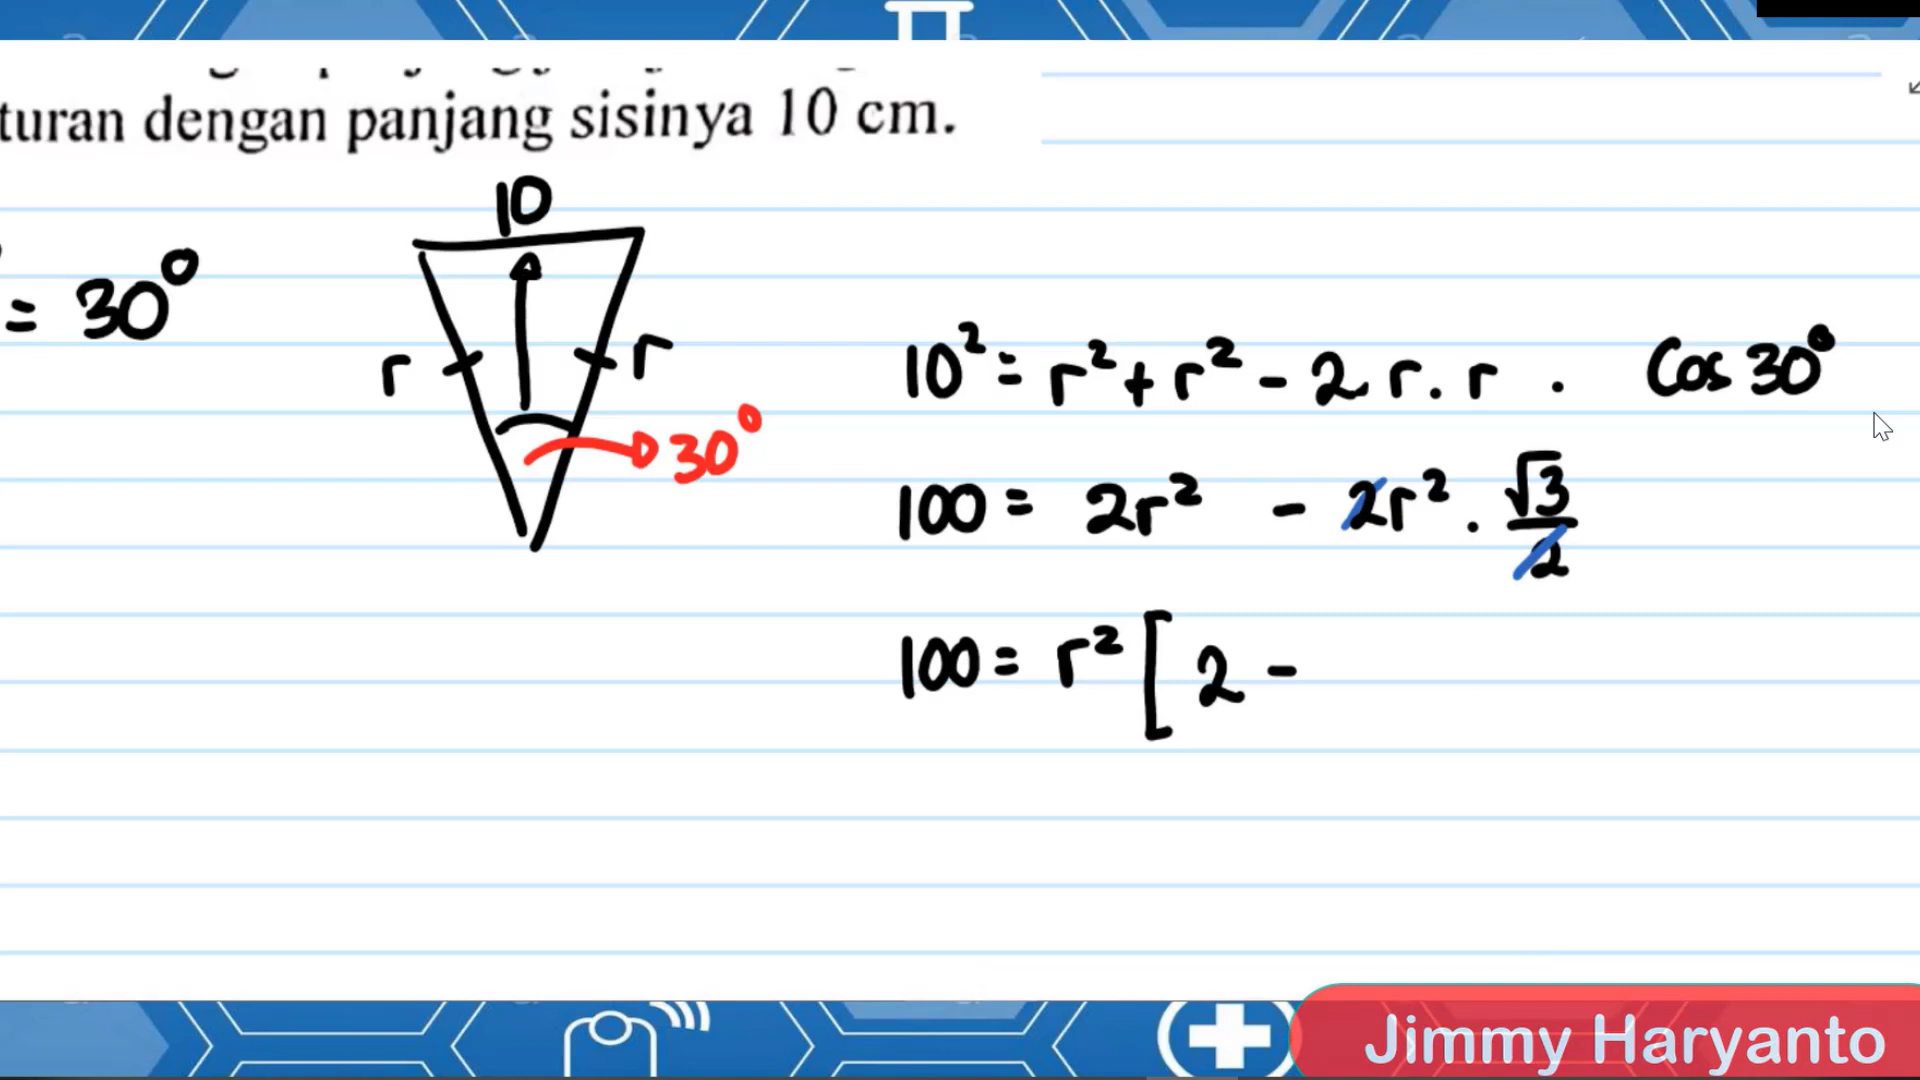 turan dengan panjang sisinya 10 cm.
= 30°
10
r
r
30°
10² = r² + r² - 2 r . r . Cos 30°
100 = 2r² - 2r² . √3/2
100 = r² [ 2 -
Jimmy Haryanto